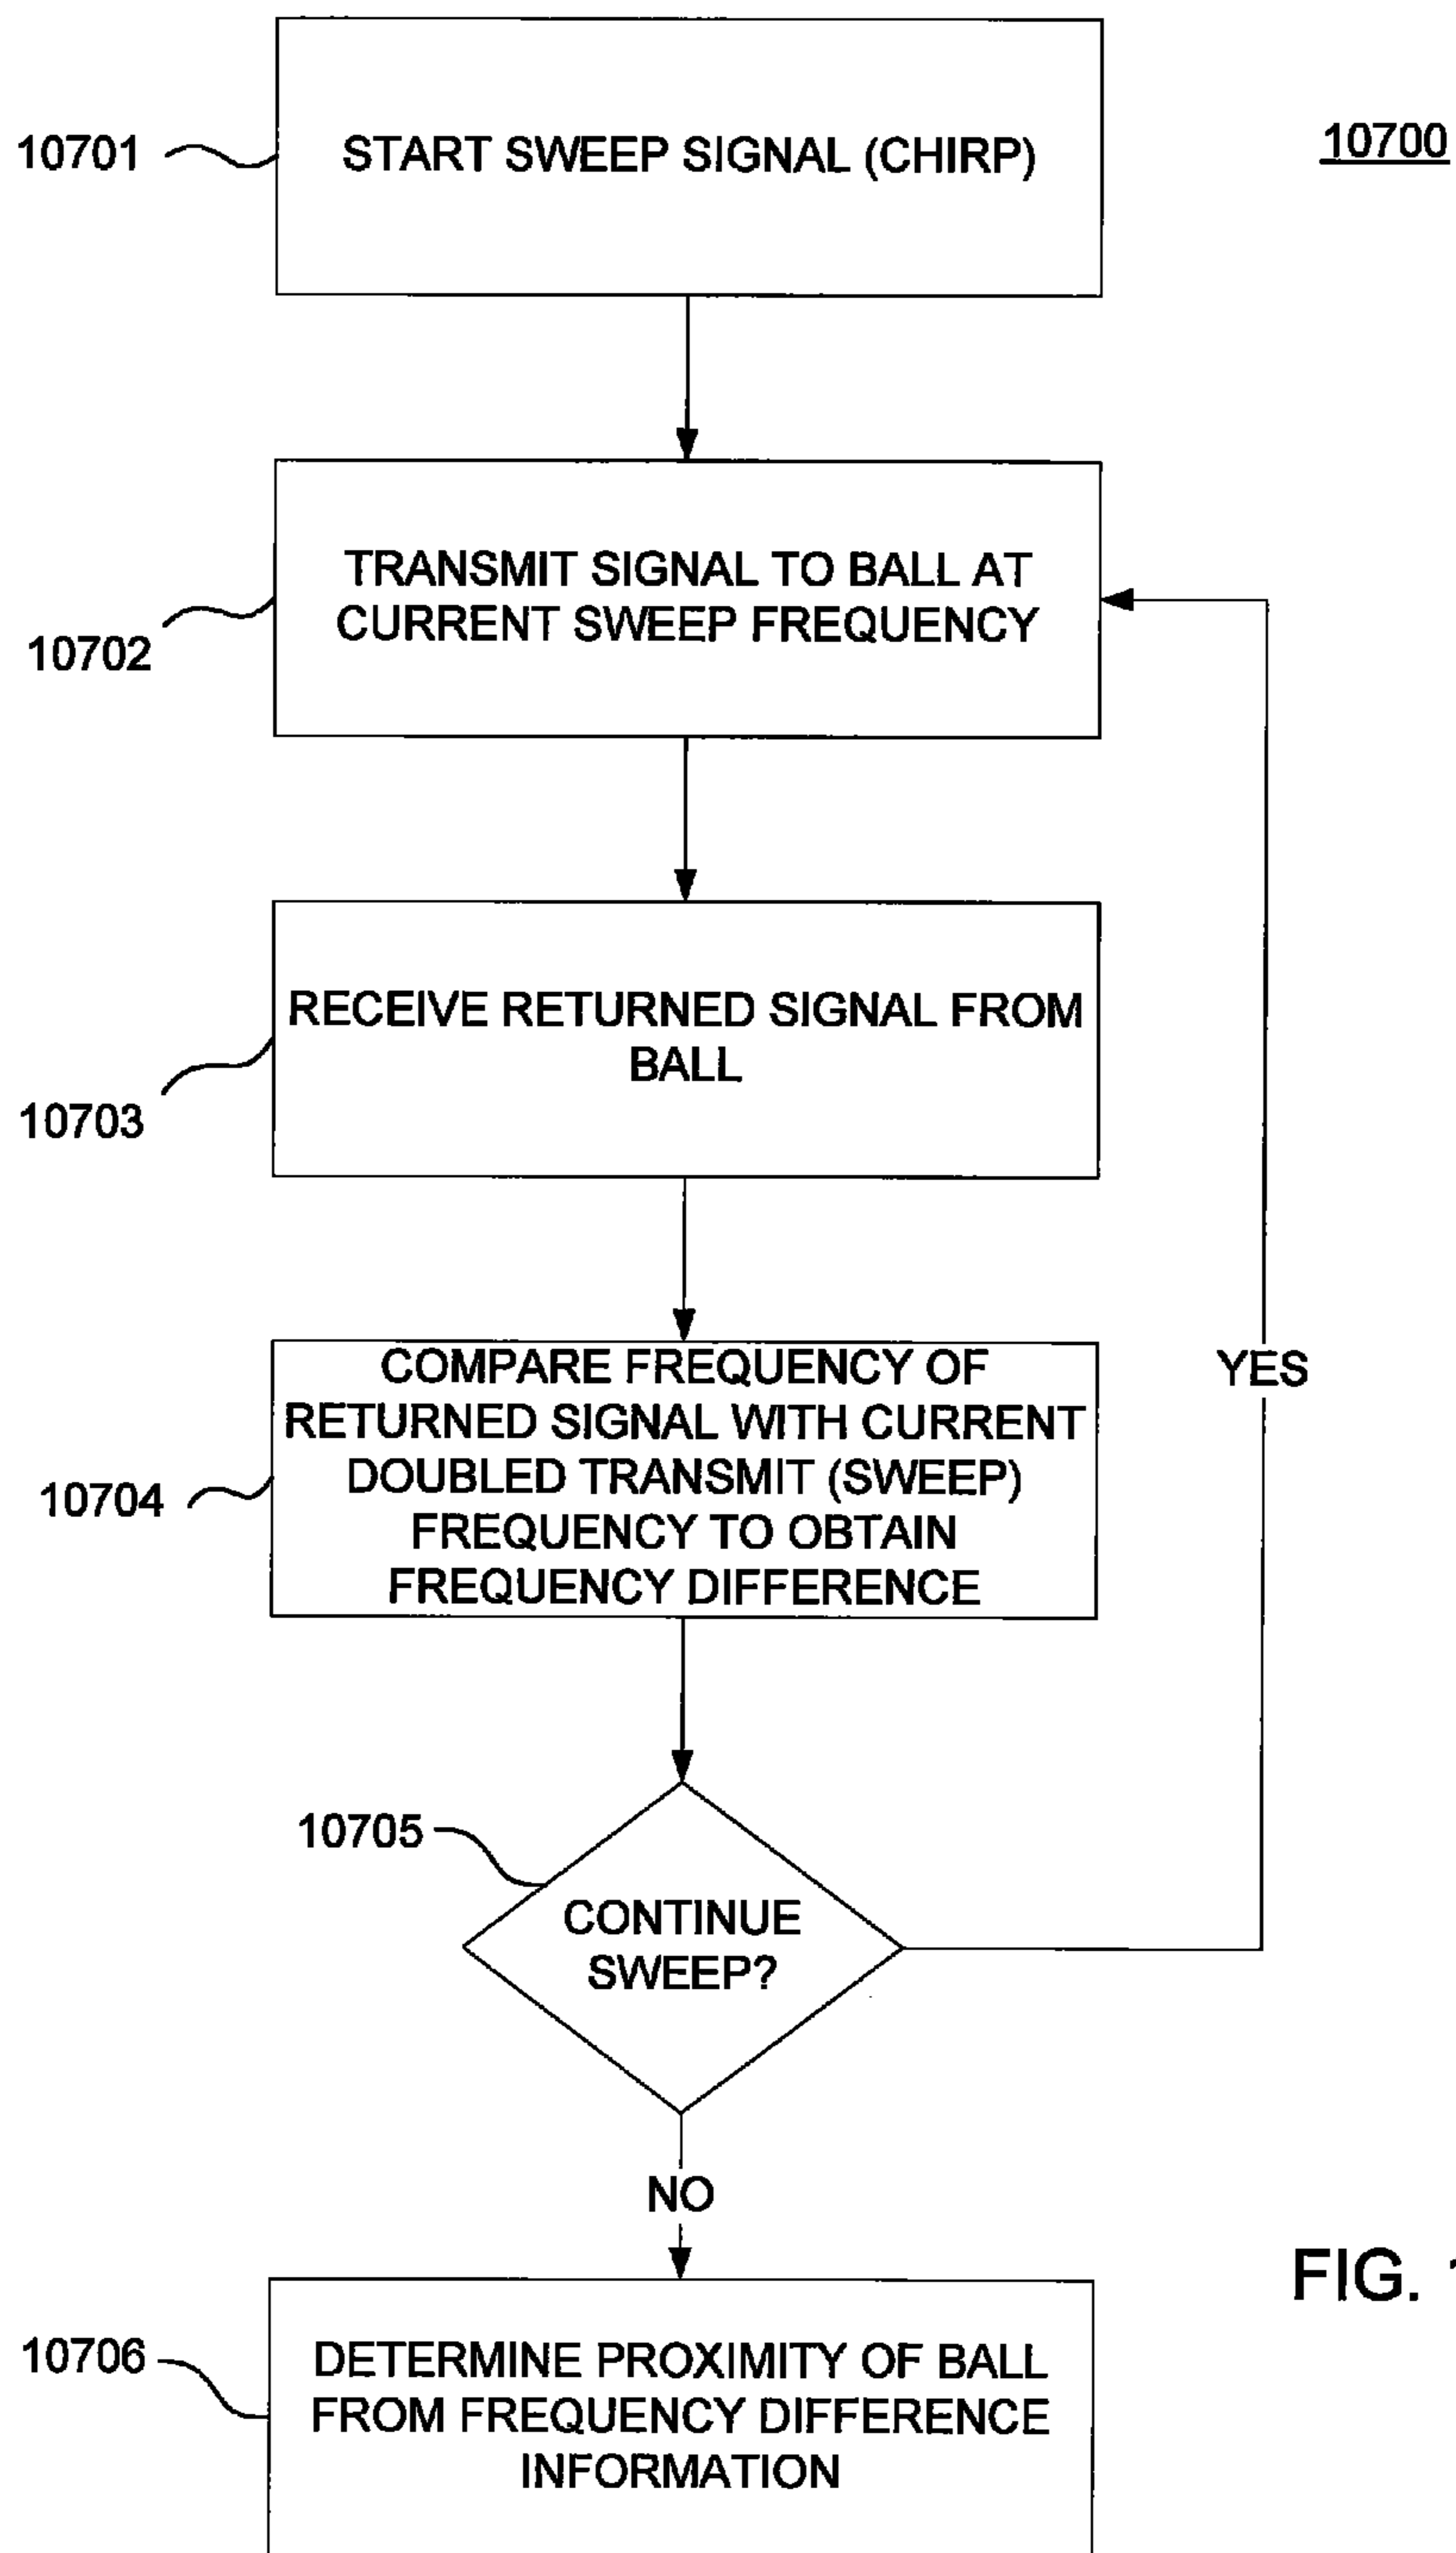 10701
START SWEEP SIGNAL (CHIRP)
10700
TRANSMIT SIGNAL TO BALL AT
CURRENT SWEEP FREQUENCY
10702
RECEIVE RETURNED SIGNAL FROM
BALL
10703
COMPARE FREQUENCY OF
RETURNED SIGNAL WITH CURRENT
DOUBLED TRANSMIT (SWEEP)
FREQUENCY TO OBTAIN
FREQUENCY DIFFERENCE
10704
YES
10705
CONTINUE
SWEEP?
NO
FIG.
10706
DETERMINE PROXIMITY OF BALL
FROM FREQUENCY DIFFERENCE
INFORMATION